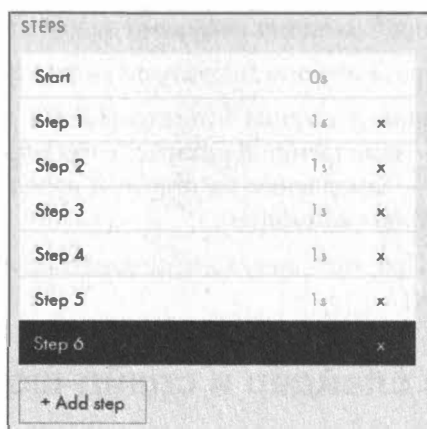 STEPS
Start 0s
Step 1 1s x
Step 2 1s x
Step 3 1s x
Step 4 1s x
Step 5 1s x
Step 6 1 x
+ Add step